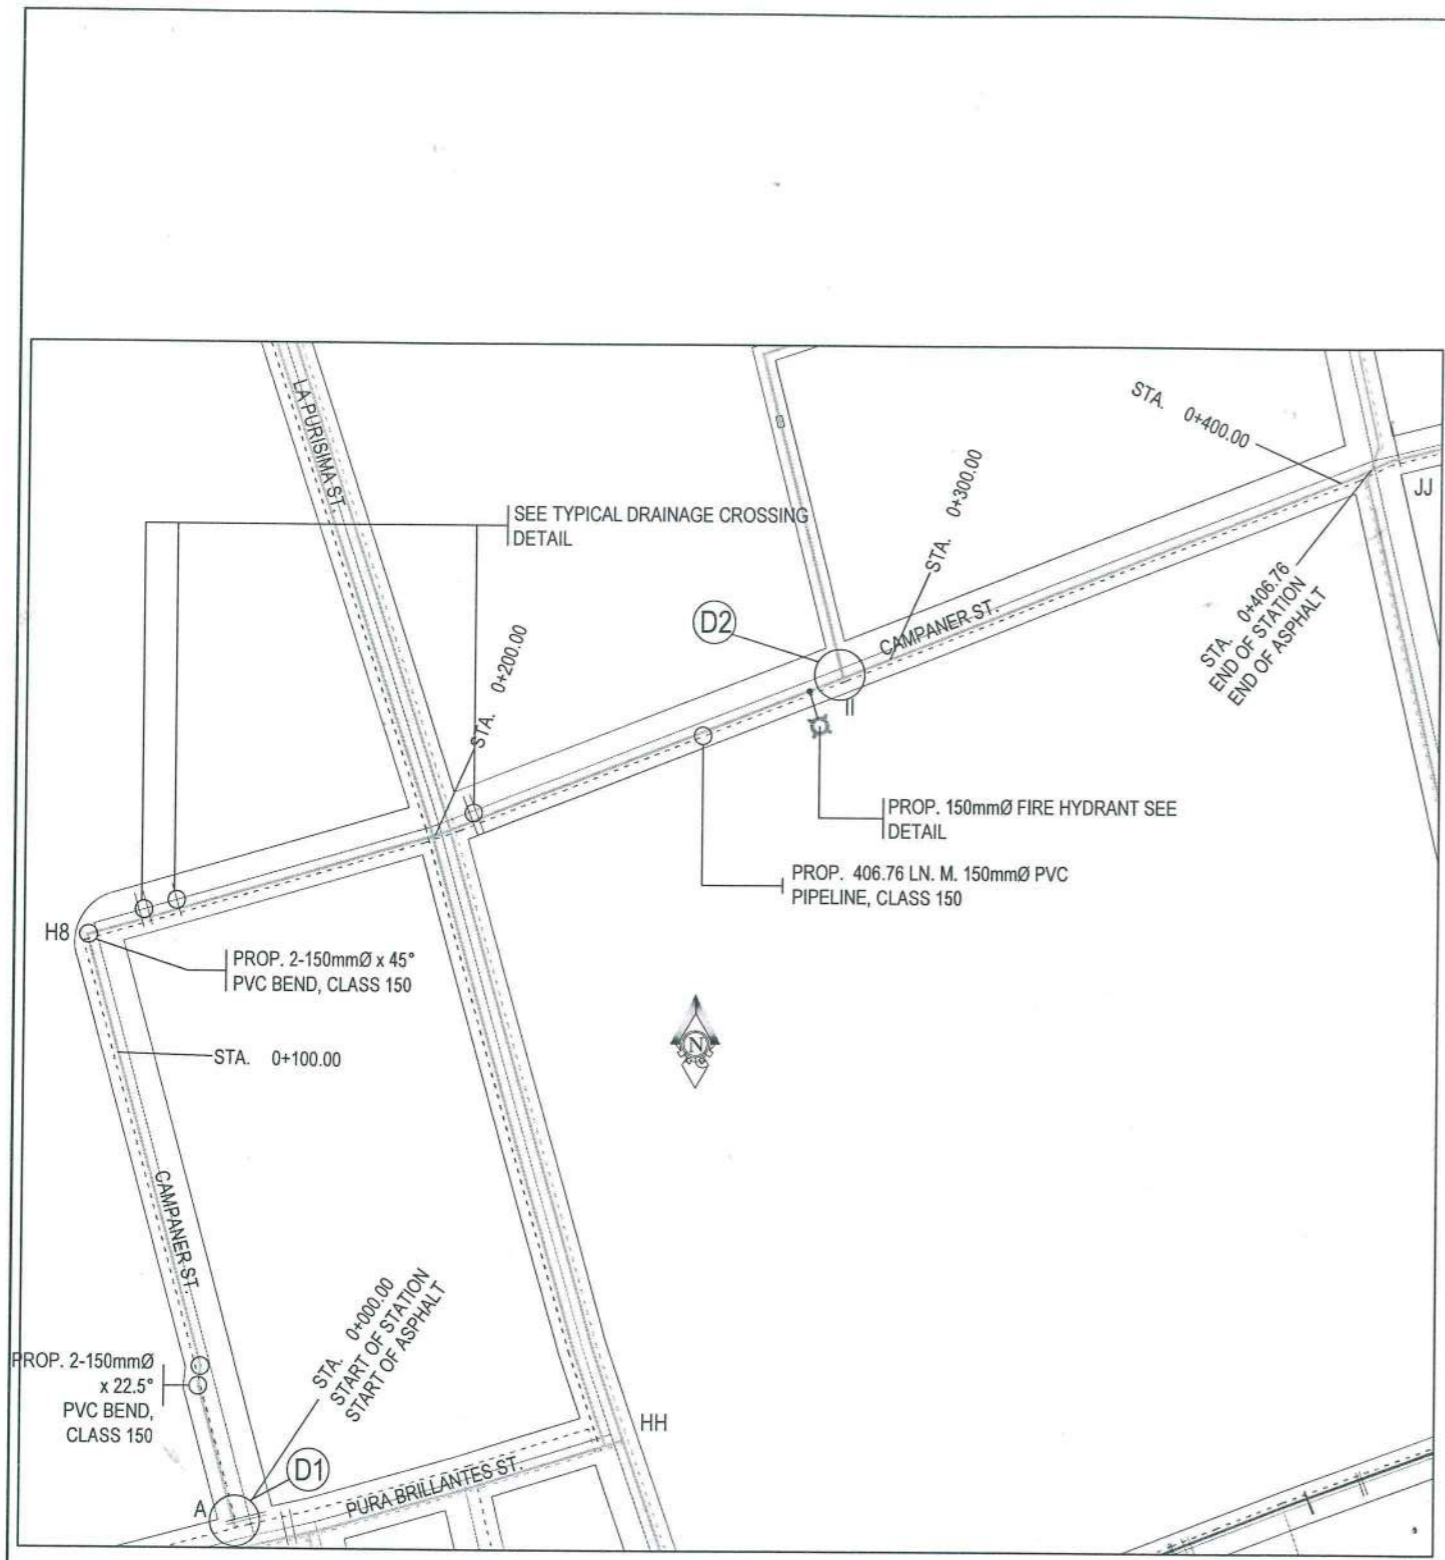 LA PURISIMA ST.
STA. 0+400.00
SEE TYPICAL DRAINAGE CROSSING
DETAIL
STA. 0+300.00
JJ
STA. 0+406.76
END OF STATION
END OF ASPHALT
D2
CAMPANER ST.
STA. 0+200.00
II
PROP. 150mmØ FIRE HYDRANT SEE
DETAIL
PROP. 406.76 LN. M. 150mmØ PVC
PIPELINE, CLASS 150
H8
PROP. 2-150mmØ x 45°
PVC BEND, CLASS 150
N
STA. 0+100.00
CAMPANER ST.
STA. 0+000.00
START OF STATION
START OF ASPHALT
PROP. 2-150mmØ
x 22.5°
PVC BEND,
CLASS 150
HH
D1
A
PURA BRILLANTES ST.